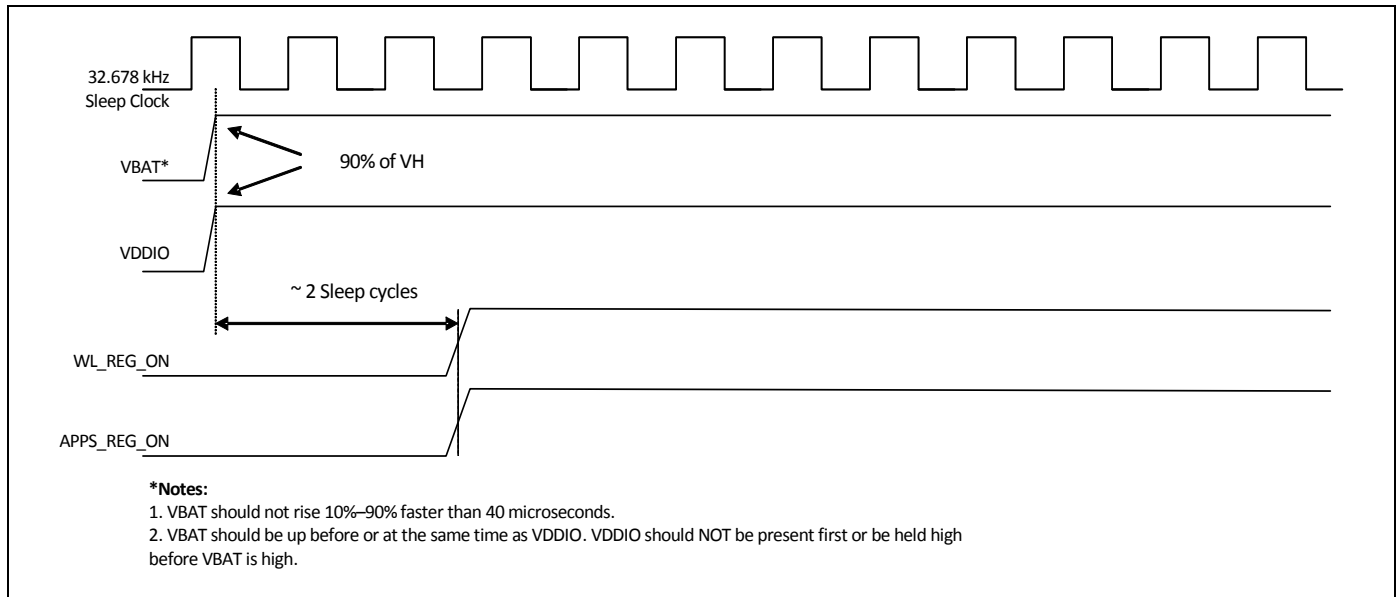 32.678 kHz
Sleep Clock
90% of VH
VBAT*
VDDIO
~ 2 Sleep cycles
WL_REG_ON
APPS_REG_ON
*Notes:
1. VBAT should not rise 10%–90% faster than 40 microseconds.
2. VBAT should be up before or at the same time as VDDIO. VDDIO should NOT be present first or be held high
before VBAT is high.